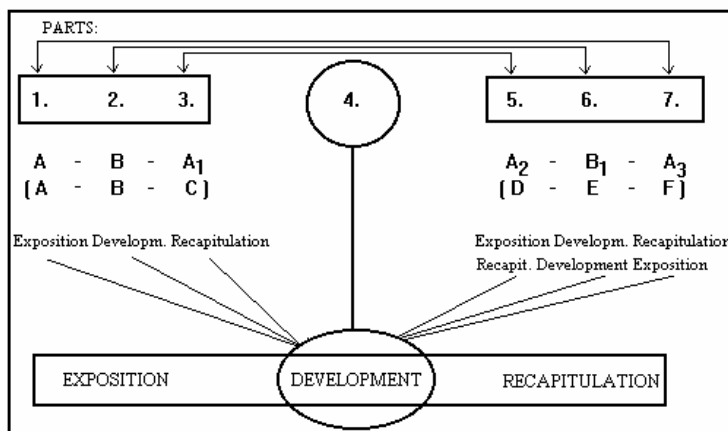 PARTS:
1. 2. 3. 4. 5. 6. 7.
A - B - A₁ A₂ - B₁ - A₃
(A - B - C) (D - E - F)
Exposition Developm. Recapitulation Exposition Developm. Recapitulation
Recapit. Development Exposition
EXPOSITION DEVELOPMENT RECAPITULATION